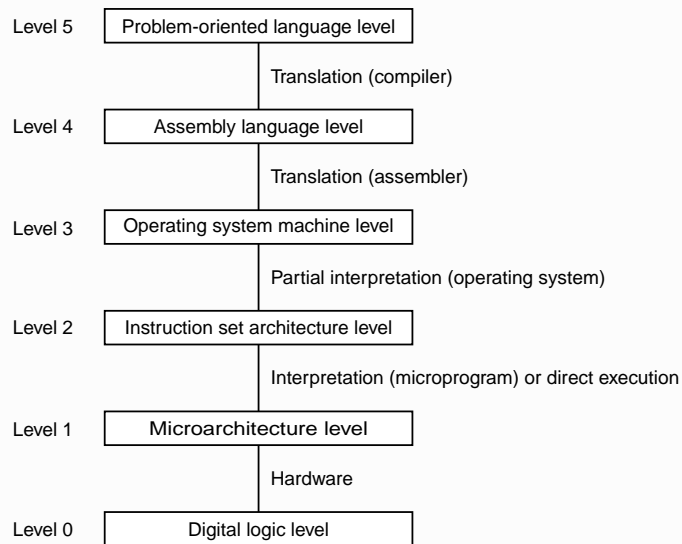 Level 5 Problem-oriented language level
Translation (compiler)
Level 4 Assembly language level
Translation (assembler)
Level 3 Operating system machine level
Partial interpretation (operating system)
Level 2 Instruction set architecture level
Interpretation (microprogram) or direct execution
Level 1 Microarchitecture level
Hardware
Level 0 Digital logic level